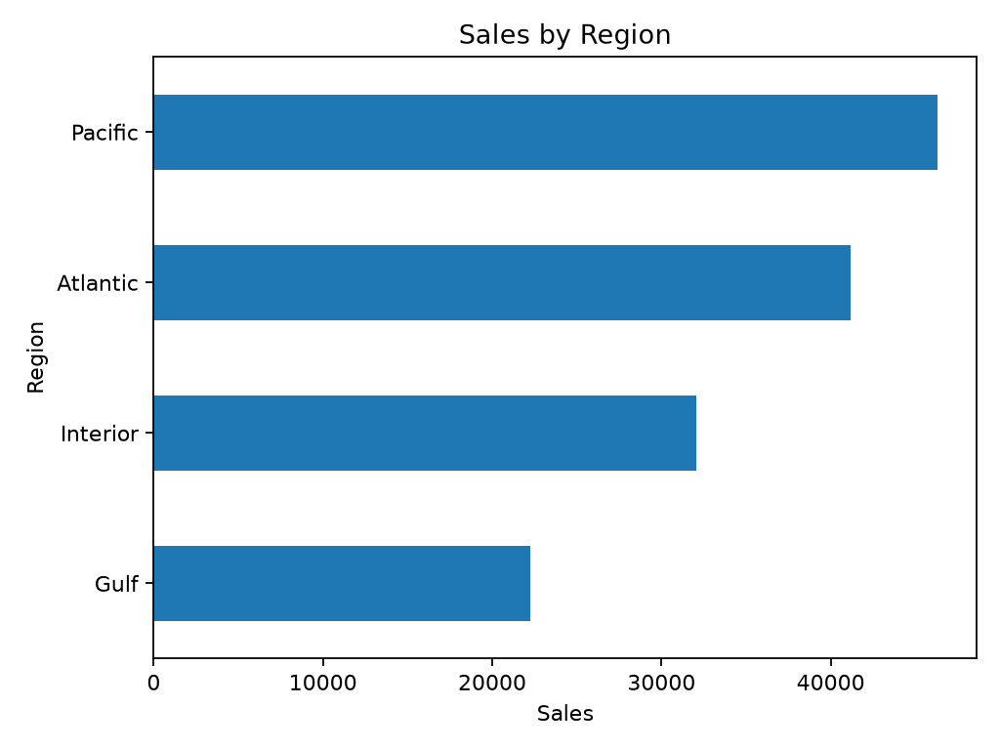 Sales by Region
Pacific
Atlantic
Interior
Gulf
Region
0 10000 20000 30000 40000
Sales